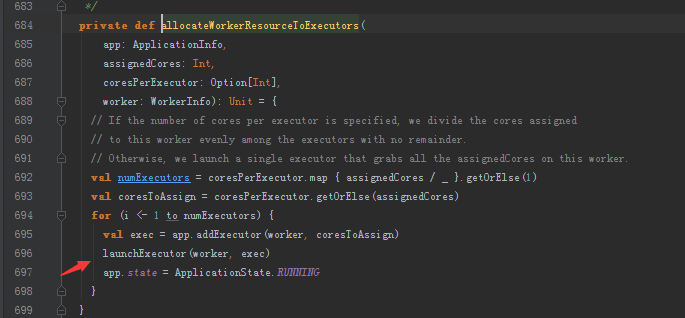 683 */
684 private def allocateWorkerResourceToExecutors(
685 app: ApplicationInfo,
686 assignedCores: Int,
687 coresPerExecutor: Option[Int],
688 worker: WorkerInfo): Unit = {
689 // If the number of cores per executor is specified, we divide the cores assigned
690 // to this worker evenly among the executors with no remainder.
691 // Otherwise, we launch a single executor that grabs all the assignedCores on this worker.
692 val numExecutors = coresPerExecutor.map { assignedCores / _ }.getOrElse(1)
693 val coresToAssign = coresPerExecutor.getOrElse(assignedCores)
694 for (i <- 1 to numExecutors) {
695 val exec = app.addExecutor(worker, coresToAssign)
696 launchExecutor(worker, exec)
697 app.state = ApplicationState.RUNNING
698 }
699 }